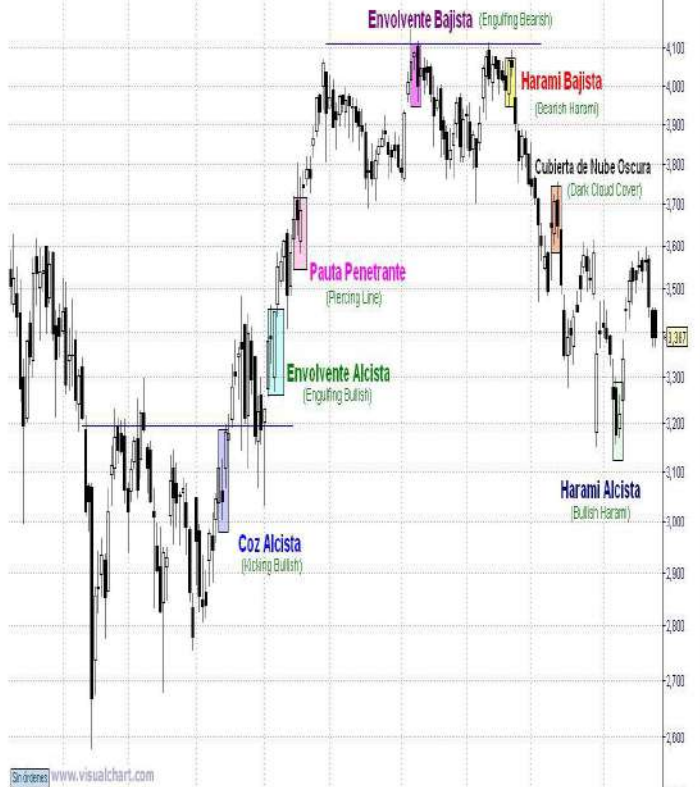 Envolvente Bajista (Engulfing Bearish)
4,100
Harami Bajista
4,000
(Bearish Harami)
3,900
Cubierta de Nube Oscura
3,800
(Dark Cloud Cover)
3,700
3,600
Pauta Penetrante
(Piercing Line)
3,500
3,387
Envolvente Alcista
3,300
(Engulfing Bullish)
3,200
3,100
Harami Alcista
(Bullish Harami)
3,000
Coz Alcista
(Kicking Bullish)
2,900
2,800
2,700
2,600
Sin órdenes www.visualchart.com